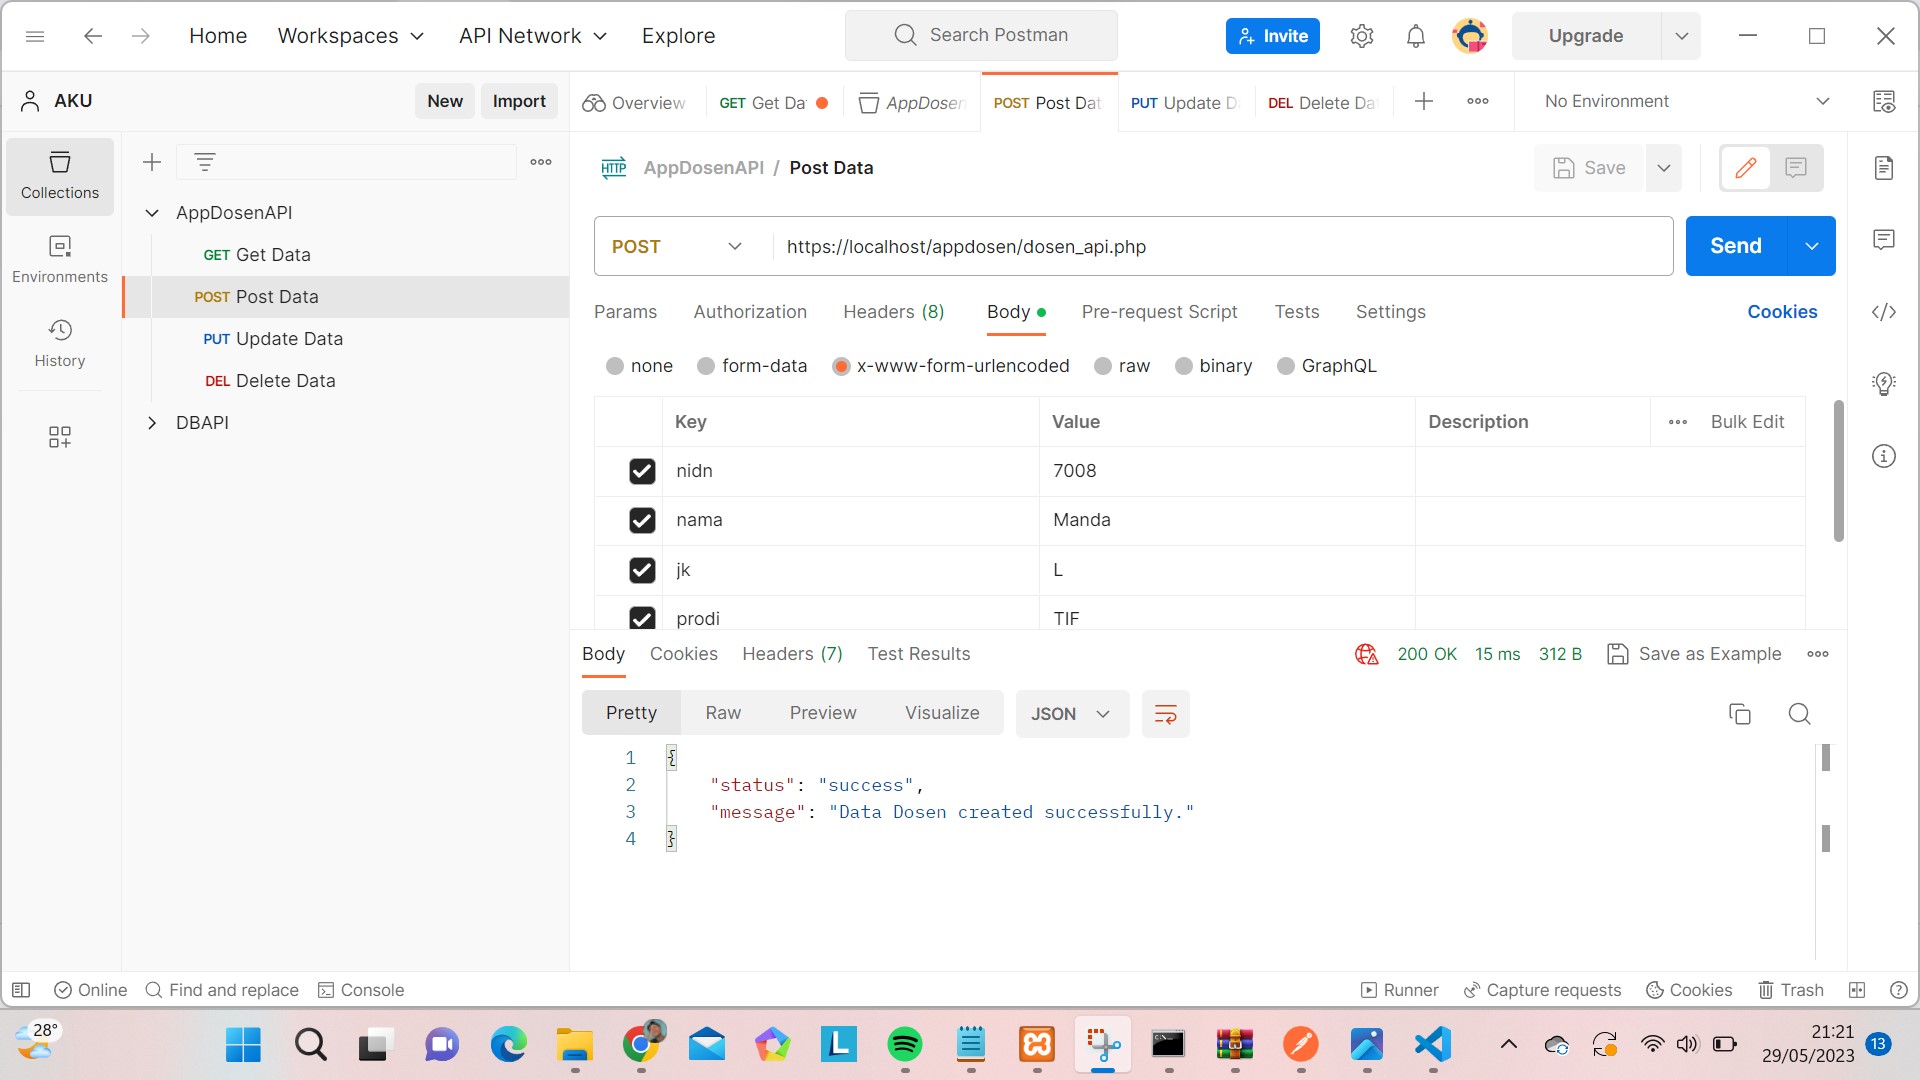 Home Workspaces API Network Explore Search Postman Invite Upgrade
AKU New Import
Overview GET Get Da POST Post Dat PUT Update D DEL Delete Da No Environment
AppDosen
Collections
Environments
History
AppDosenAPI
GET Get Data
POST Post Data
PUT Update Data
DEL Delete Data
DBAPI
HTTP AppDosenAPI / Post Data Save
POST https://localhost/appdosen/dosen_api.php Send
Params Authorization Headers (8) Body Pre-request Script Tests Settings Cookies
none form-data x-www-form-urlencoded raw binary GraphQL
Key Value Description Bulk Edit
nidn 7008
nama Manda
jk L
prodi TIF
Body Cookies Headers (7) Test Results 200 OK 15 ms 312 B Save as Example
Pretty Raw Preview Visualize JSON
1 {
2 "status": "success",
3 "message": "Data Dosen created successfully."
4 }
Online Find and replace Console Runner Capture requests Cookies Trash
28°
21:21
29/05/2023
13